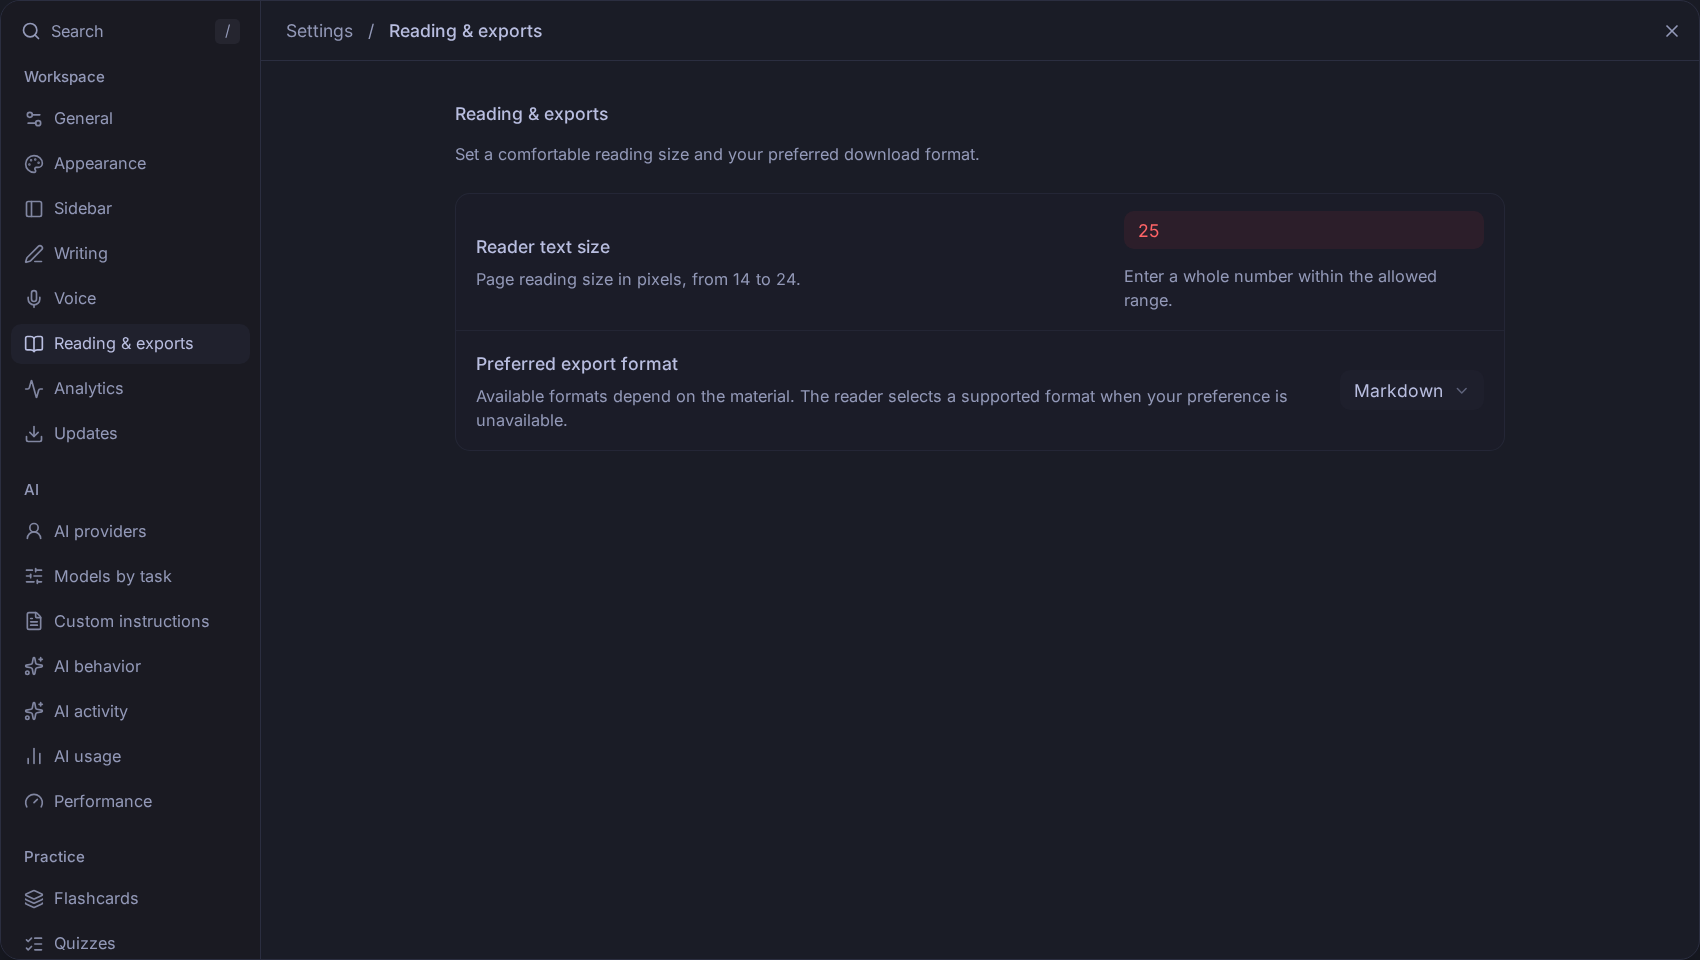 Search
/
Workspace
General
Appearance
Sidebar
Writing
Voice
Reading & exports
Analytics
Updates
AI
AI providers
Models by task
Custom instructions
AI behavior
AI activity
AI usage
Performance
Practice
Flashcards
Quizzes
Settings / Reading & exports
Reading & exports
Set a comfortable reading size and your preferred download format.
Reader text size
Page reading size in pixels, from 14 to 24.
25
Enter a whole number within the allowed
range.
Preferred export format
Available formats depend on the material. The reader selects a supported format when your preference is
unavailable.
Markdown